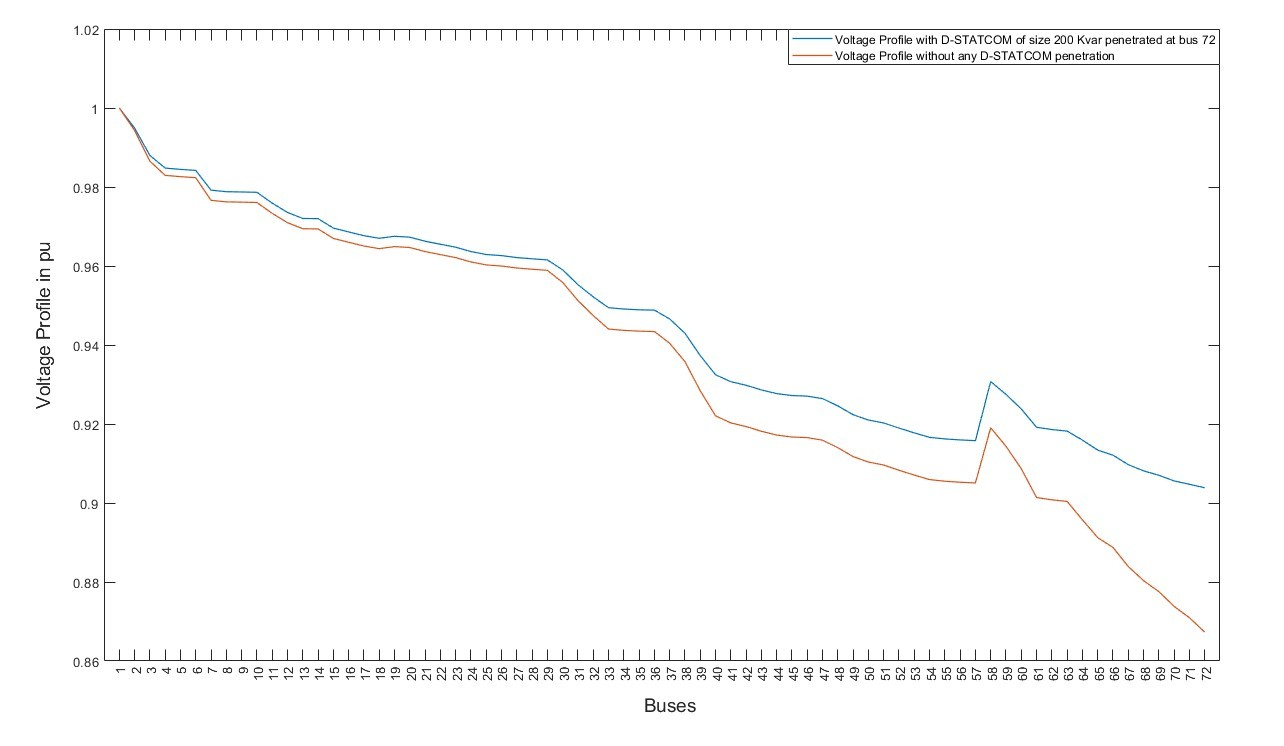 1.02
Voltage Profile with D-STATCOM of size 200 Kvar penetrated at bus 72
Voltage Profile without any D-STATCOM penetration
1
0.98
0.96
0.94
0.92
0.9
0.88
0.86
Voltage Profile in pu
1 2 3 4 5 6 7 8 9 10 11 12 13 14 15 16 17 18 19 20 21 22 23 24 25 26 27 28 29 30 31 32 33 34 35 36 37 38 39 40 41 42 43 44 45 46 47 48 49 50 51 52 53 54 55 56 57 58 59 60 61 62 63 64 65 66 67 68 69 70 71 72
Buses